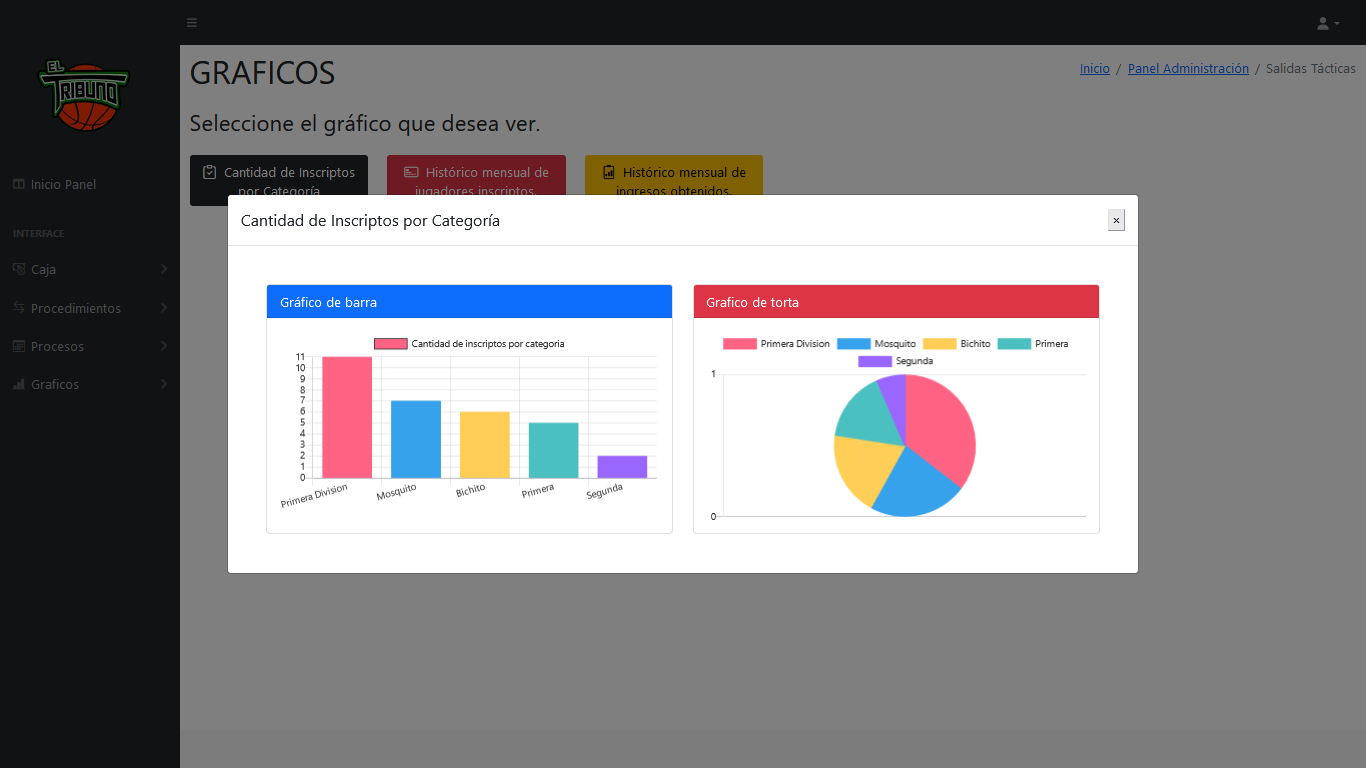 EL
TRIBUNO
Inicio Panel
INTERFACE
Caja
Procedimientos
Procesos
Graficos
GRAFICOS
Inicio / Panel Administración / Salidas Tácticas
Seleccione el gráfico que desea ver.
Cantidad de Inscriptos
por Categoría
Histórico mensual de
jugadores inscriptos.
Histórico mensual de
ingresos obtenidos.
Cantidad de Inscriptos por Categoría
×
Gráfico de barra
Cantidad de inscriptos por categoria
11
10
9
8
7
6
5
4
3
2
1
0
Primera Division
Mosquito
Bichito
Primera
Segunda
Grafico de torta
Primera Division Mosquito Bichito Primera
Segunda
1
0